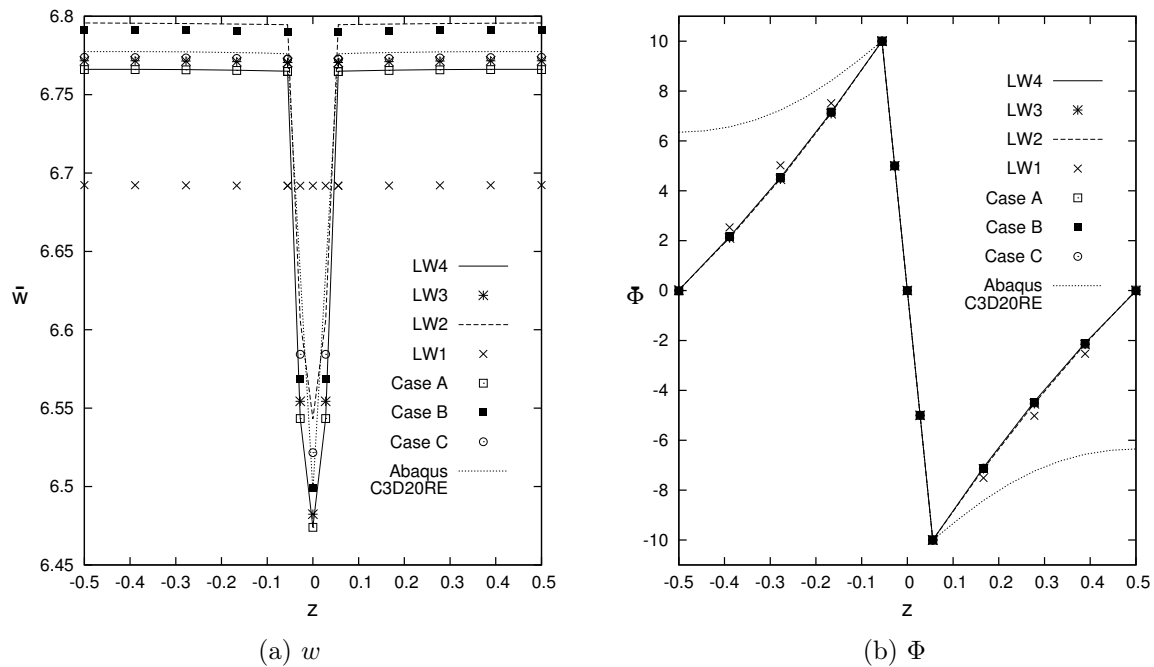 6.8
6.75
6.7
6.65
6.6
6.55
6.5
6.45
w̄
-0.5 -0.4 -0.3 -0.2 -0.1 0 0.1 0.2 0.3 0.4 0.5
z
LW4
LW3
LW2
LW1
Case A
Case B
Case C
Abaqus
C3D20RE
(a) w
10
8
6
4
2
0
-2
-4
-6
-8
-10
Φ̄
-0.5 -0.4 -0.3 -0.2 -0.1 0 0.1 0.2 0.3 0.4 0.5
z
LW4
LW3
LW2
LW1
Case A
Case B
Case C
Abaqus
C3D20RE
(b) Φ